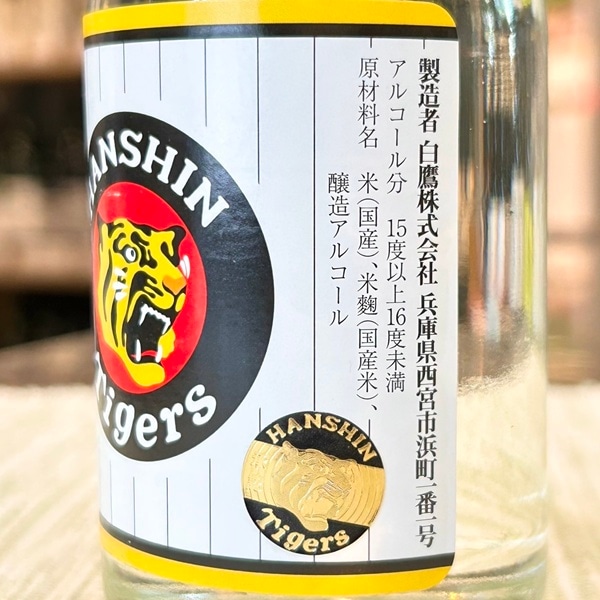 HANSHIN
Tigers
製造者 白鷹株式会社 兵庫県西宮市浜町一番一号
アルコール分 15度以上16度未満
原材料名 米(国産)、米麴(国産米)、
醸造アルコール
HANSHIN
Tigers